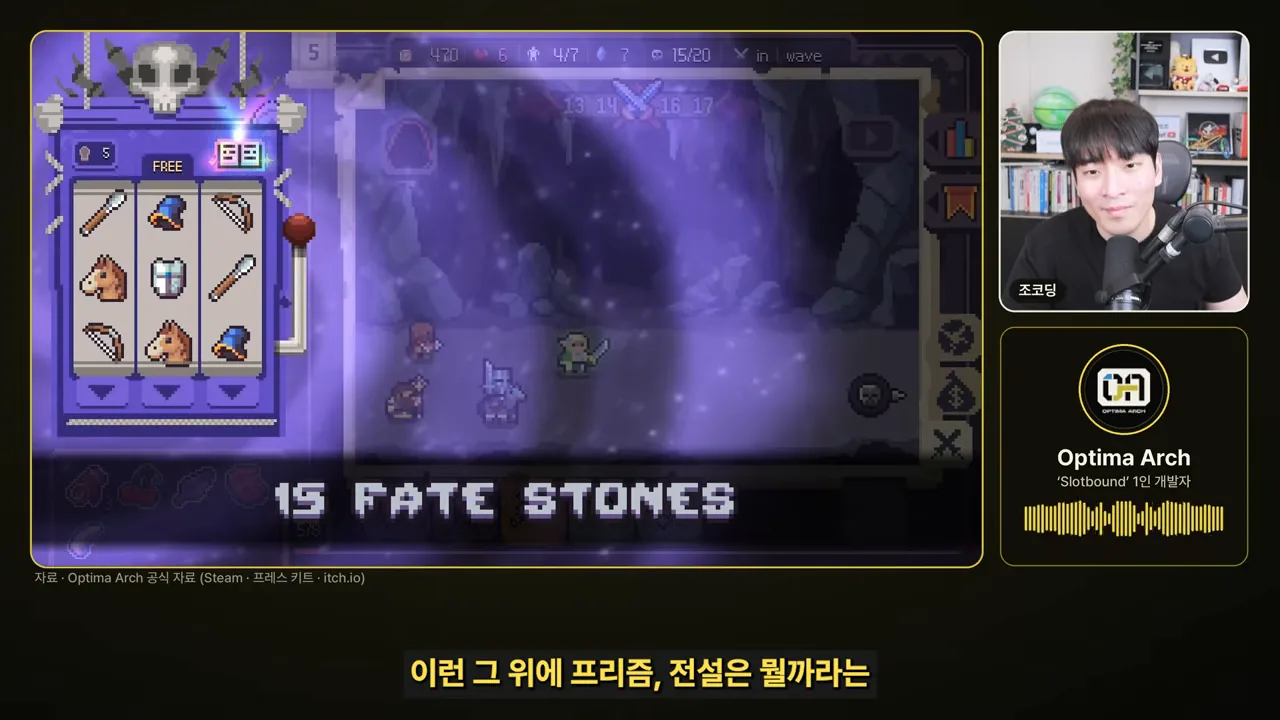 5
470 6 4/7 7 15/20 in wave
13 14 16 17
5
FREE
15 FATE STONES
자료 · Optima Arch 공식 자료 (Steam · 프레스 키트 · itch.io)
조코딩
OA
OPTIMA ARCH
Optima Arch
‘Slotbound’ 1인 개발자
이런 그 위에 프리즘, 전설은 뭘까라는